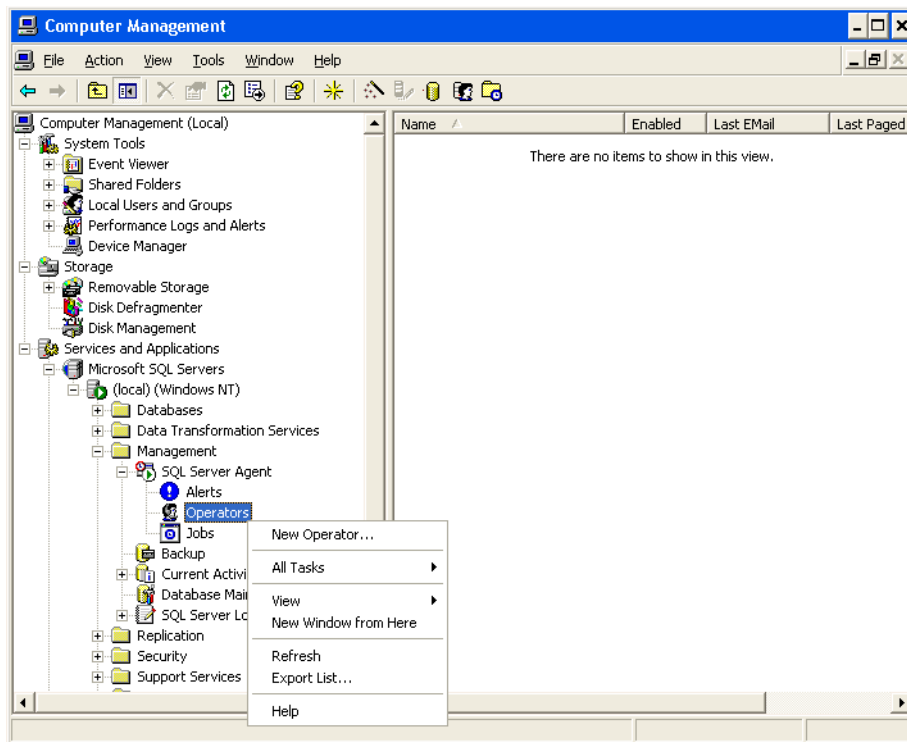 Computer Management
File Action View Tools Window Help
Computer Management (Local)
System Tools
Event Viewer
Shared Folders
Local Users and Groups
Performance Logs and Alerts
Device Manager
Storage
Removable Storage
Disk Defragmenter
Disk Management
Services and Applications
Microsoft SQL Servers
(local) (Windows NT)
Databases
Data Transformation Services
Management
SQL Server Agent
Alerts
Operators
Jobs
Backup
Current Activi
Database Mai
SQL Server Lo
Replication
Security
Support Services
Name Enabled Last EMail Last Paged
There are no items to show in this view.
New Operator...
All Tasks
View
New Window from Here
Refresh
Export List...
Help